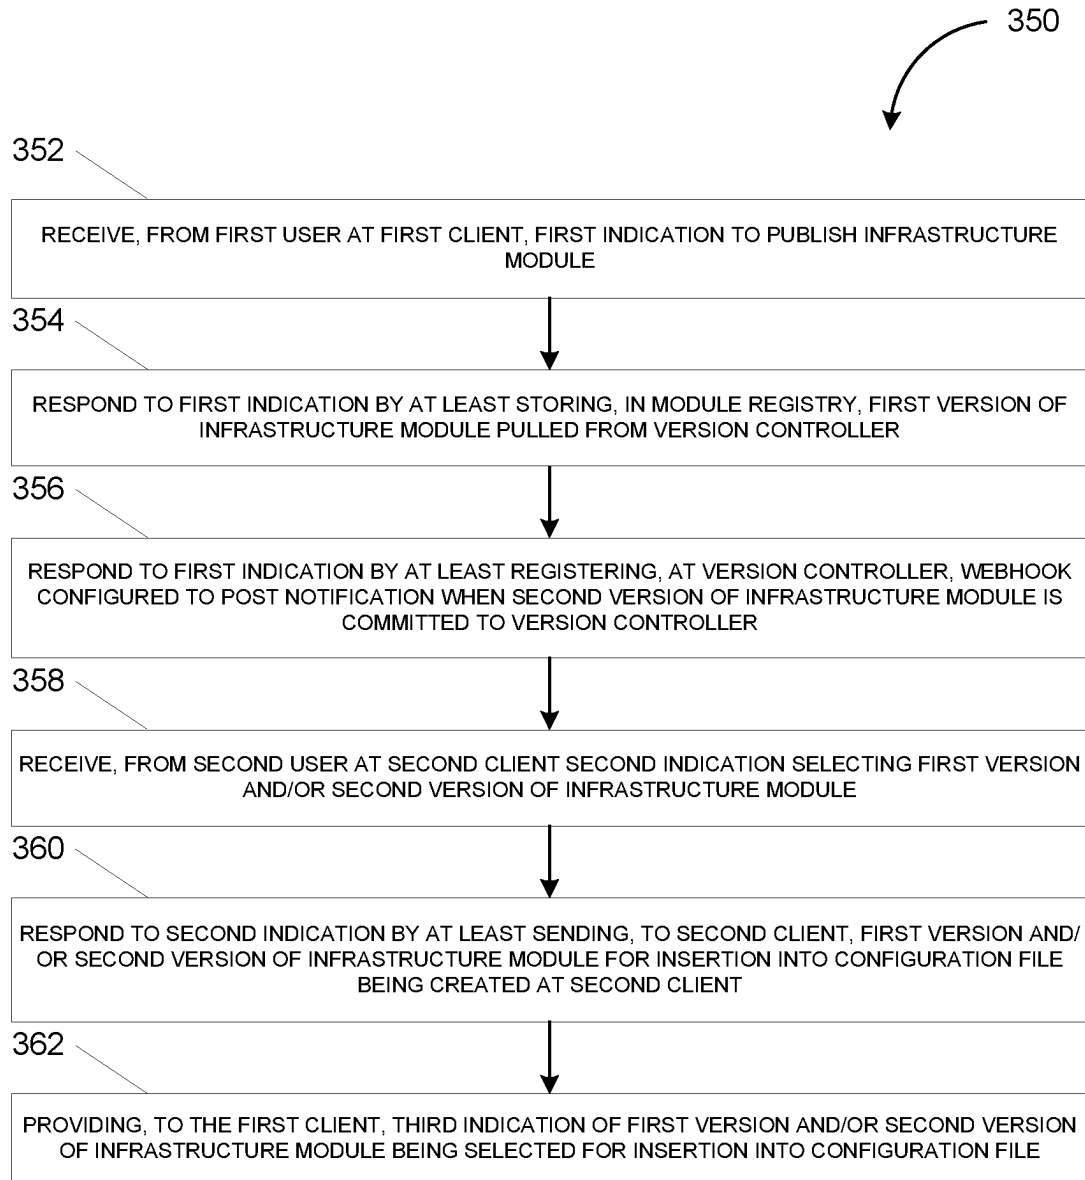 350
352
RECEIVE, FROM FIRST USER AT FIRST CLIENT, FIRST INDICATION TO PUBLISH INFRASTRUCTURE
MODULE
354
RESPOND TO FIRST INDICATION BY AT LEAST STORING, IN MODULE REGISTRY, FIRST VERSION OF
INFRASTRUCTURE MODULE PULLED FROM VERSION CONTROLLER
356
RESPOND TO FIRST INDICATION BY AT LEAST REGISTERING, AT VERSION CONTROLLER, WEBHOOK
CONFIGURED TO POST NOTIFICATION WHEN SECOND VERSION OF INFRASTRUCTURE MODULE IS
COMMITTED TO VERSION CONTROLLER
358
RECEIVE, FROM SECOND USER AT SECOND CLIENT SECOND INDICATION SELECTING FIRST VERSION
AND/OR SECOND VERSION OF INFRASTRUCTURE MODULE
360
RESPOND TO SECOND INDICATION BY AT LEAST SENDING, TO SECOND CLIENT, FIRST VERSION AND/
OR SECOND VERSION OF INFRASTRUCTURE MODULE FOR INSERTION INTO CONFIGURATION FILE
BEING CREATED AT SECOND CLIENT
362
PROVIDING, TO THE FIRST CLIENT, THIRD INDICATION OF FIRST VERSION AND/OR SECOND VERSION
OF INFRASTRUCTURE MODULE BEING SELECTED FOR INSERTION INTO CONFIGURATION FILE